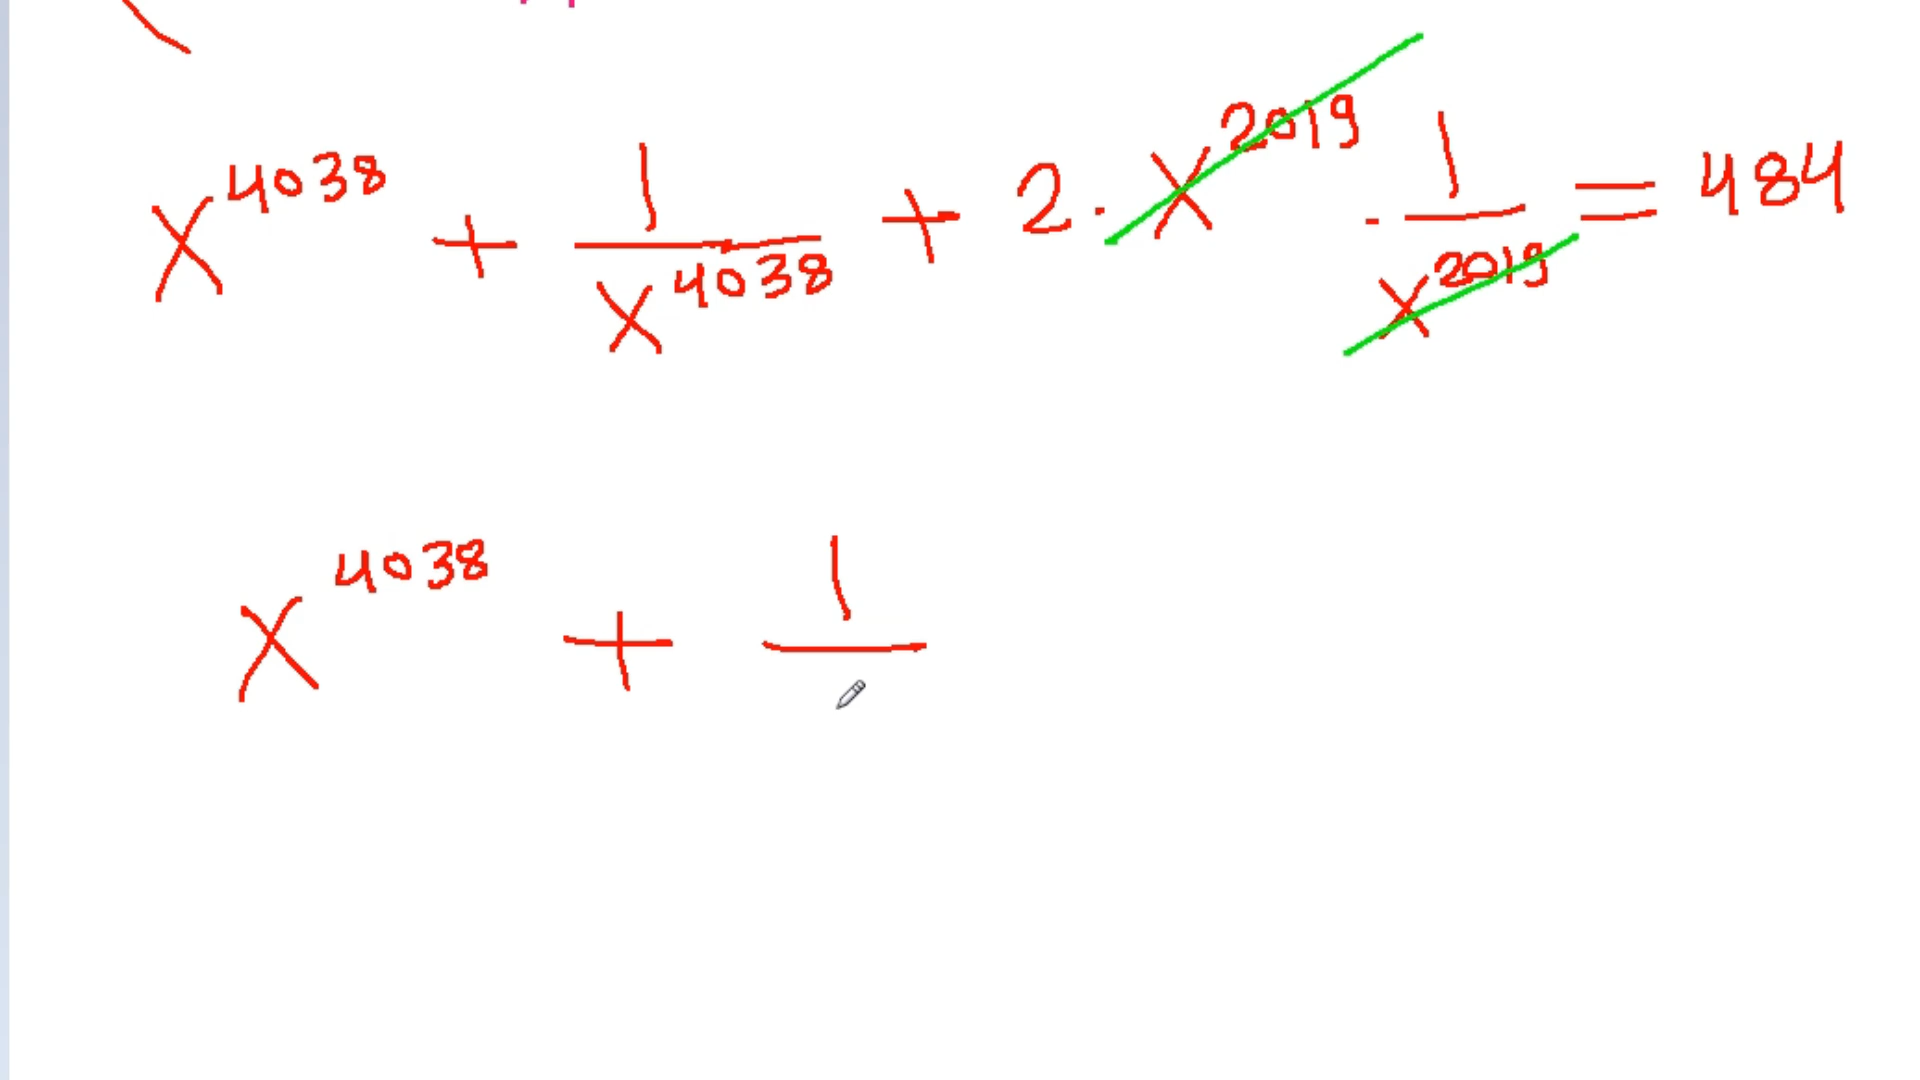 x^4038 + 1/x^4038 + 2 · x^2019 · 1/x^2019 = 484
x^4038 + 1/